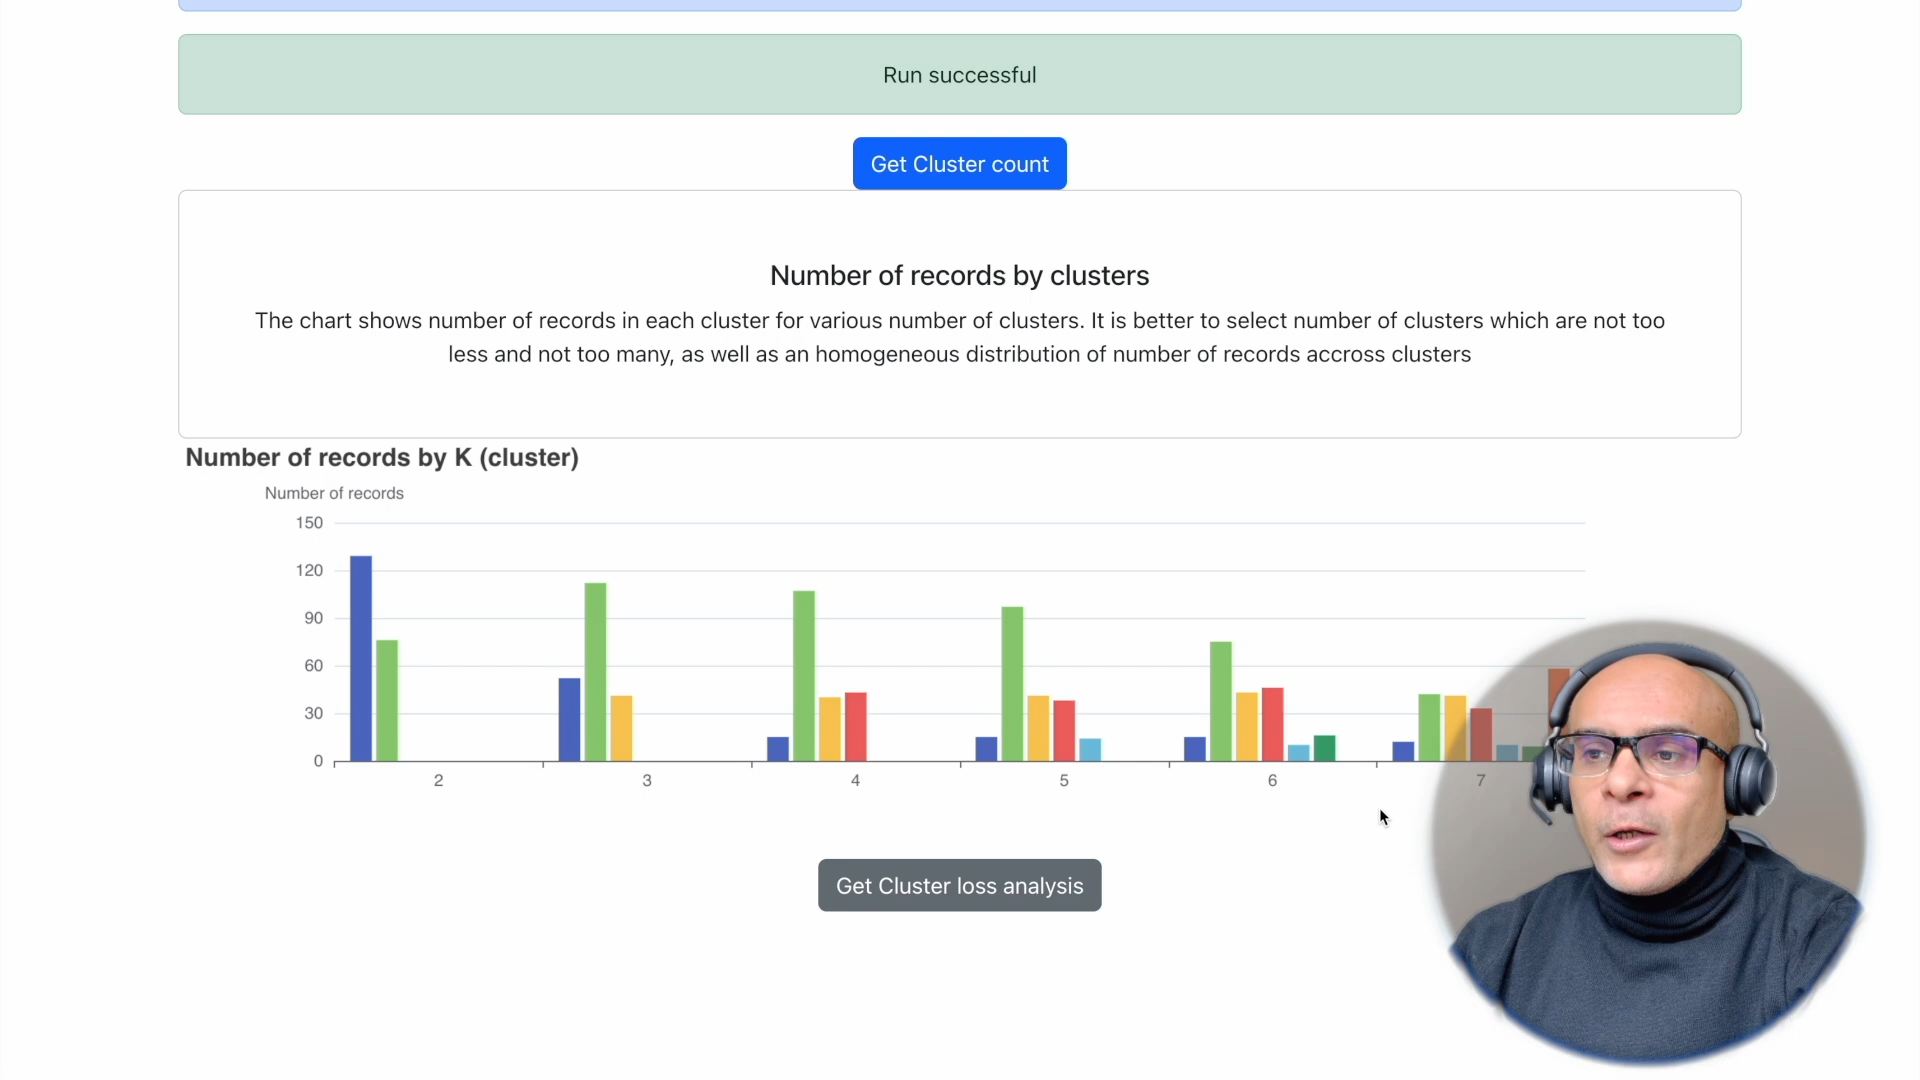 Run successful
Get Cluster count
Number of records by clusters
The chart shows number of records in each cluster for various number of clusters. It is better to select number of clusters which are not too
less and not too many, as well as an homogeneous distribution of number of records accross clusters
Number of records by K (cluster)
Number of records
150
120
90
60
30
0
2 3 4 5 6 7
Get Cluster loss analysis